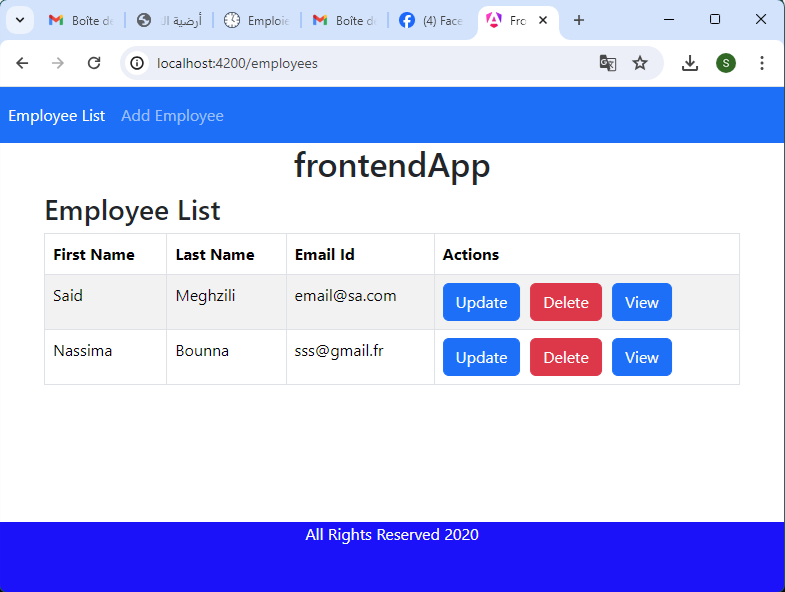 Boîte de
أرضية ال
Emploie
Boîte de
(4) Face
Fro
localhost:4200/employees
S
Employee List Add Employee
frontendApp
Employee List
First Name Last Name Email Id Actions
Said Meghzili email@sa.com Update Delete View
Nassima Bounna sss@gmail.fr Update Delete View
All Rights Reserved 2020